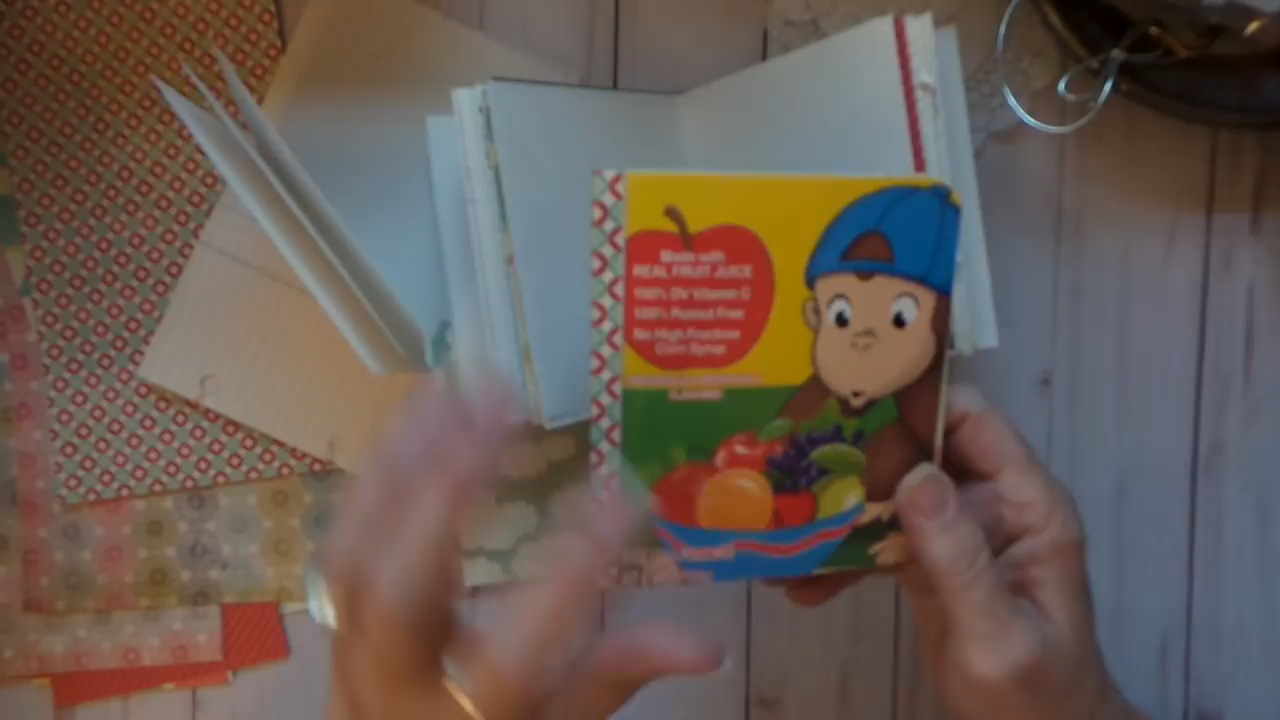 Made with
REAL FRUIT JUICE
100% DV Vitamin C
100% Peanut Free
No High Fructose
Corn Syrup